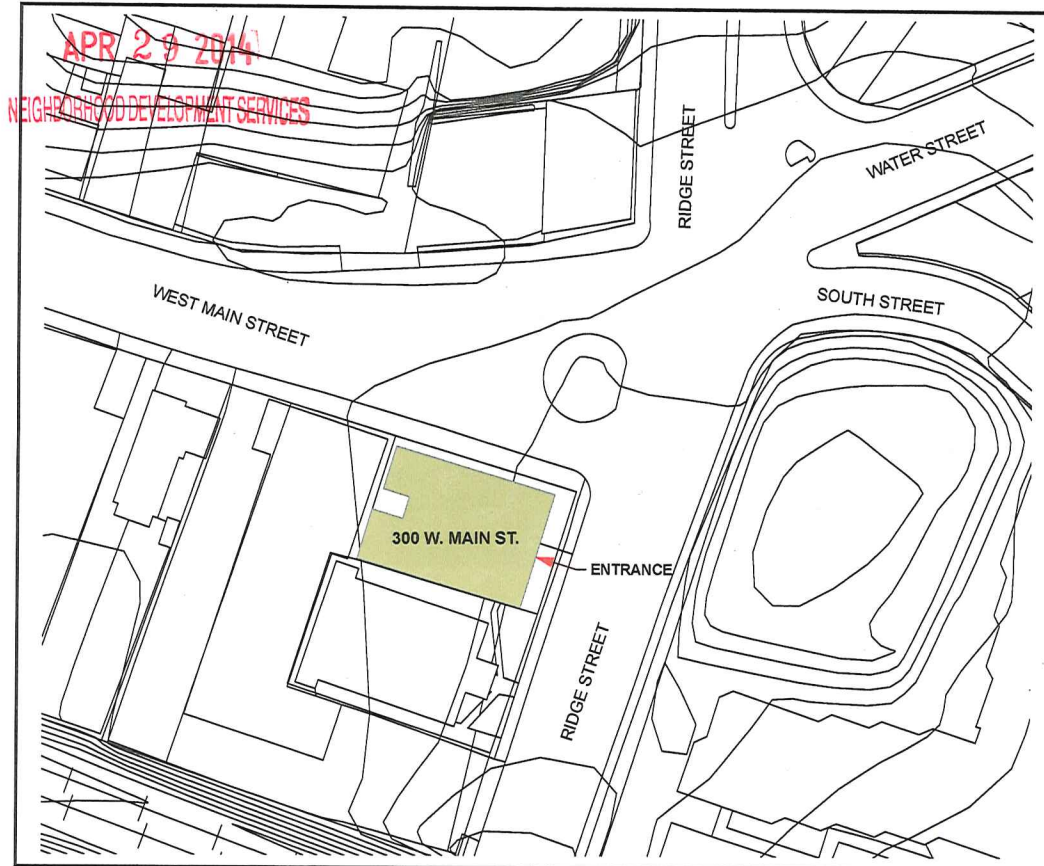 APR 29 2014
NEIGHBORHOOD DEVELOPMENT SERVICES
RIDGE STREET
WATER STREET
WEST MAIN STREET
SOUTH STREET
300 W. MAIN ST.
ENTRANCE
RIDGE STREET